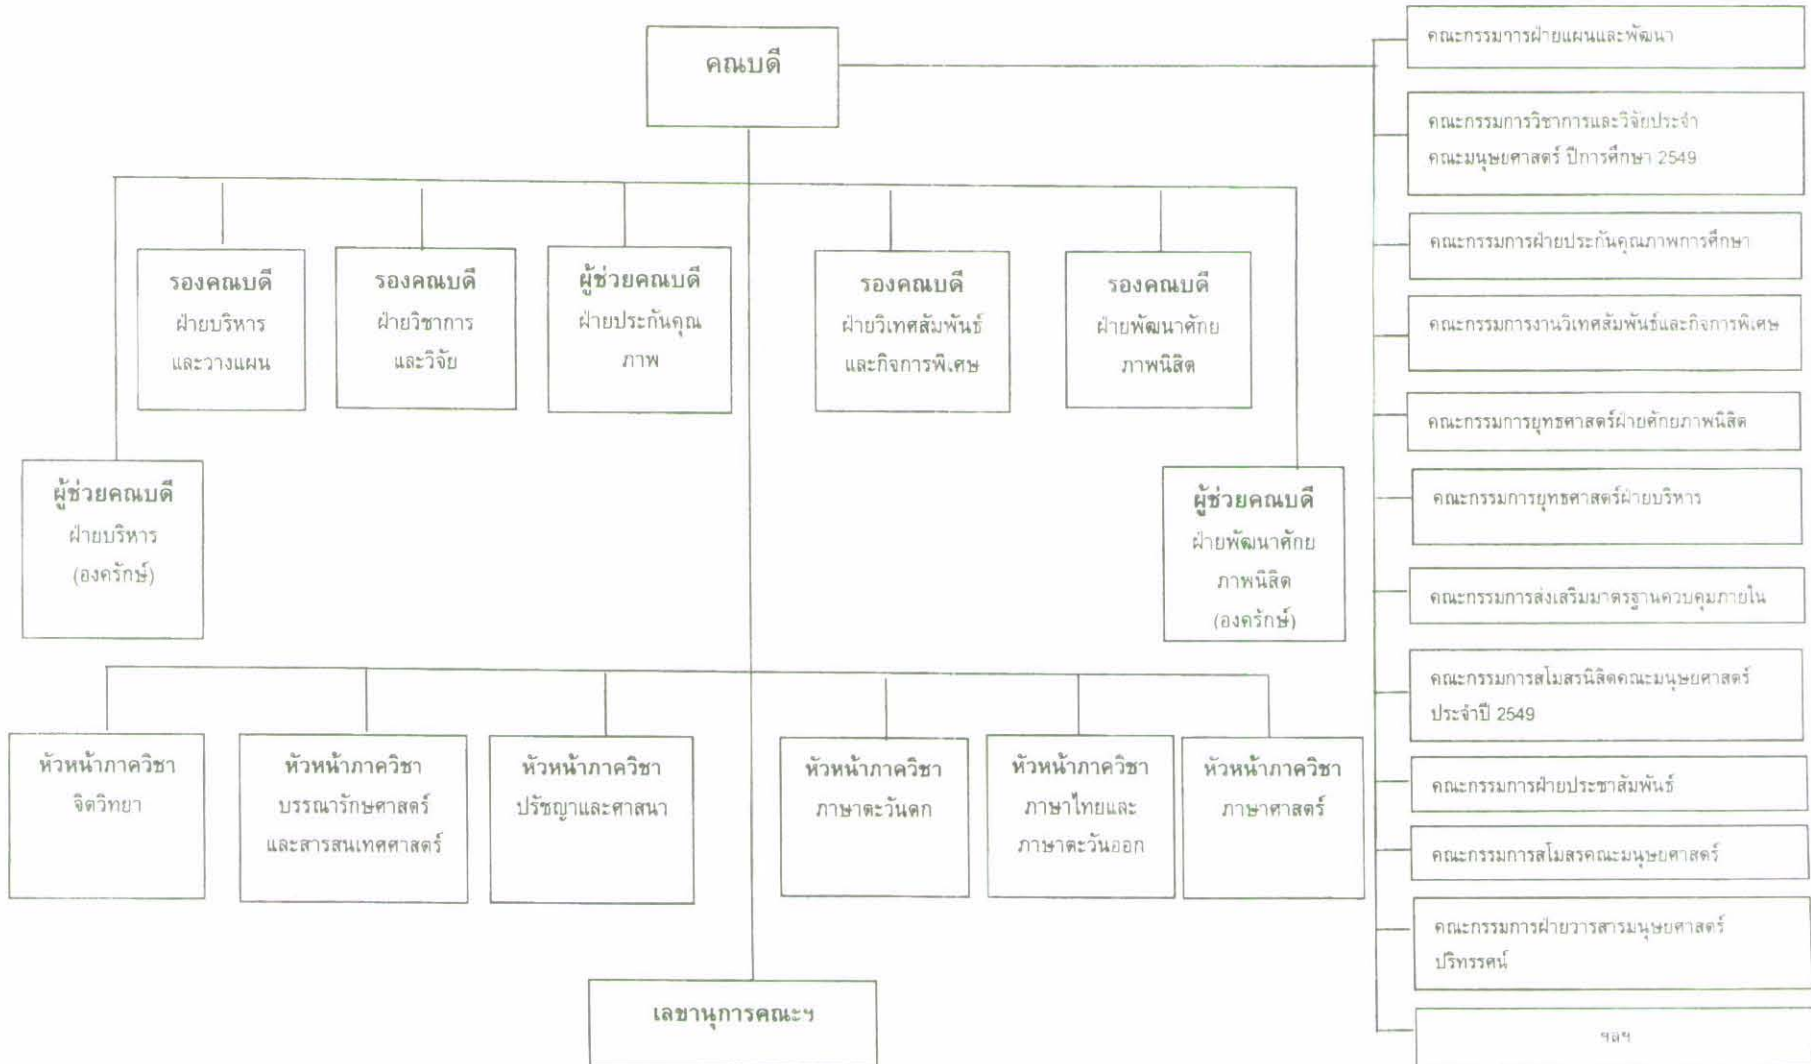 คณบดี
รองคณบดี
ฝ่ายบริหาร
และวางแผน
รองคณบดี
ฝ่ายวิชาการ
และวิจัย
ผู้ช่วยคณบดี
ฝ่ายประกันคุณ
ภาพ
รองคณบดี
ฝ่ายวิเทศสัมพันธ์
และกิจการพิเศษ
รองคณบดี
ฝ่ายพัฒนาศักย
ภาพนิสิต
ผู้ช่วยคณบดี
ฝ่ายบริหาร
(องครักษ์)
ผู้ช่วยคณบดี
ฝ่ายพัฒนาศักย
ภาพนิสิต
(องครักษ์)
หัวหน้าภาควิชา
จิตวิทยา
หัวหน้าภาควิชา
บรรณารักษศาสตร์
และสารสนเทศศาสตร์
หัวหน้าภาควิชา
ปรัชญาและศาสนา
หัวหน้าภาควิชา
ภาษาตะวันตก
หัวหน้าภาควิชา
ภาษาไทยและ
ภาษาตะวันออก
หัวหน้าภาควิชา
ภาษาศาสตร์
เลขานุการคณะฯ
คณะกรรมการฝ่ายแผนและพัฒนา
คณะกรรมการวิชาการและวิจัยประจำ
คณะมนุษยศาสตร์ ปีการศึกษา 2549
คณะกรรมการฝ่ายประกันคุณภาพการศึกษา
คณะกรรมการงานวิเทศสัมพันธ์และกิจการพิเศษ
คณะกรรมการยุทธศาสตร์ฝ่ายศักยภาพนิสิต
คณะกรรมการยุทธศาสตร์ฝ่ายบริหาร
คณะกรรมการส่งเสริมมาตรฐานควบคุมภายใน
คณะกรรมการสโมสรนิสิตคณะมนุษยศาสตร์
ประจำปี 2549
คณะกรรมการฝ่ายประชาสัมพันธ์
คณะกรรมการสโมสรคณะมนุษยศาสตร์
คณะกรรมการฝ่ายวารสารมนุษยศาสตร์
ปริทรรศน์
ฯลฯ